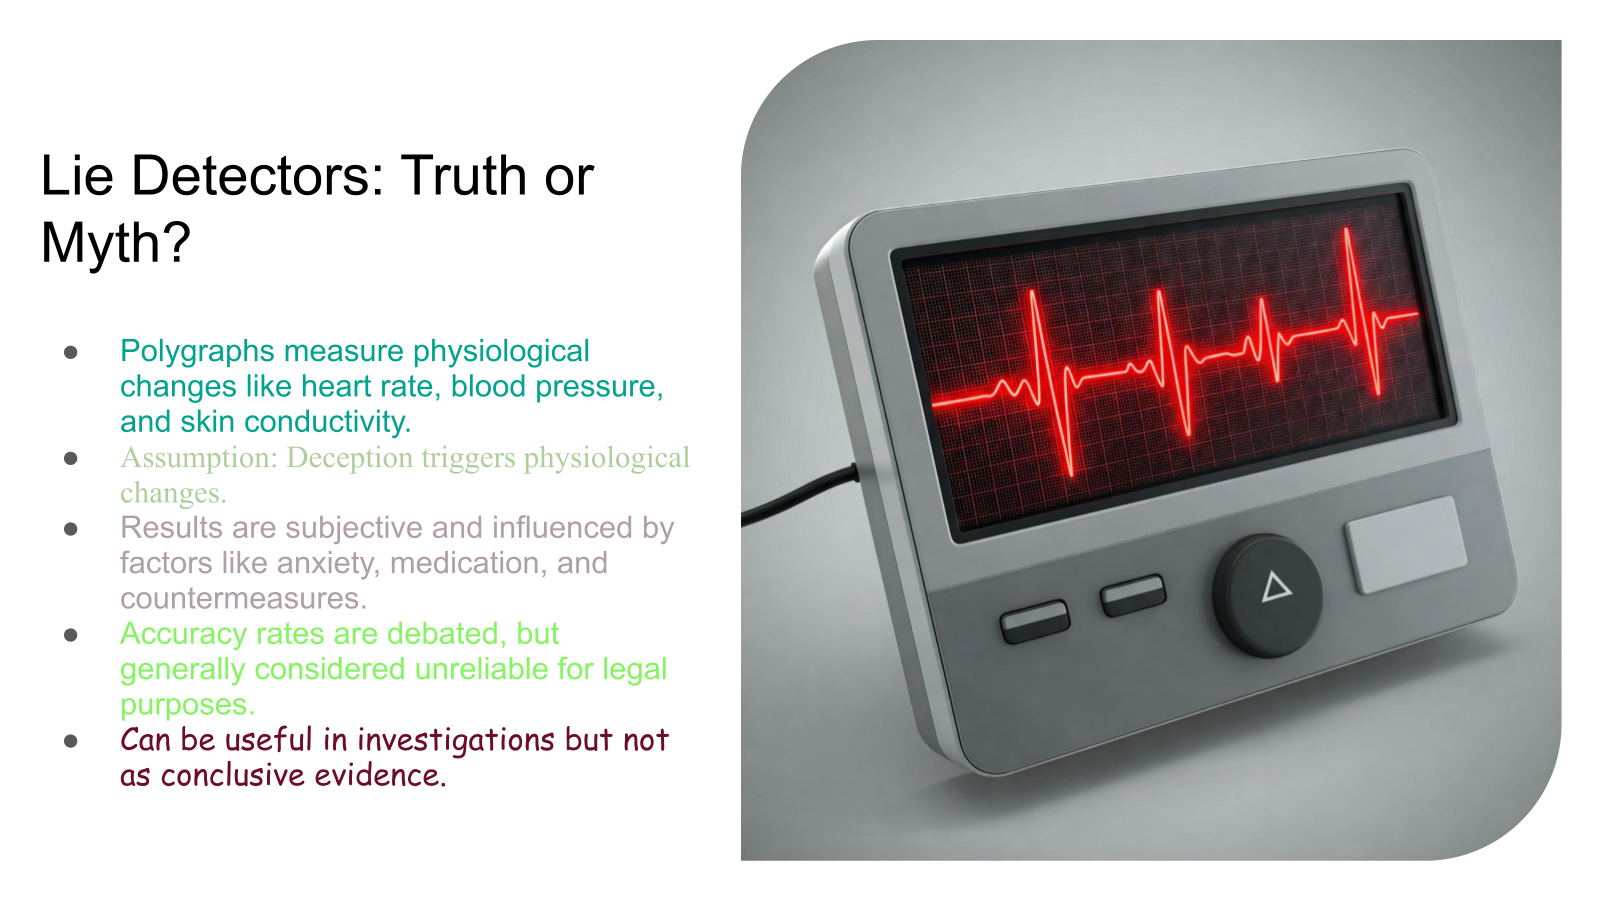 Lie Detectors: Truth or
Myth?
● Polygraphs measure physiological
changes like heart rate, blood pressure,
and skin conductivity.
● Assumption: Deception triggers physiological
changes.
● Results are subjective and influenced by
factors like anxiety, medication, and
countermeasures.
● Accuracy rates are debated, but
generally considered unreliable for legal
purposes.
● Can be useful in investigations but not
as conclusive evidence.